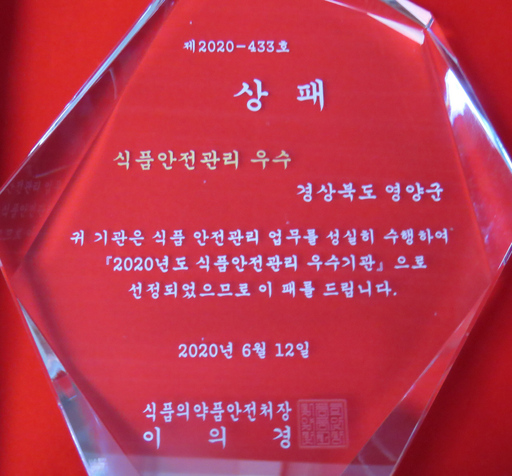 제2020-433호
상 패
식품안전관리 우수
경상북도 영양군
귀 기관은 식품 안전관리 업무를 성실히 수행하여
『2020년도 식품안전관리 우수기관』으로
선정되었으므로 이 패를 드립니다.
2020년 6월 12일
식품의약품안전처장
이 의 경